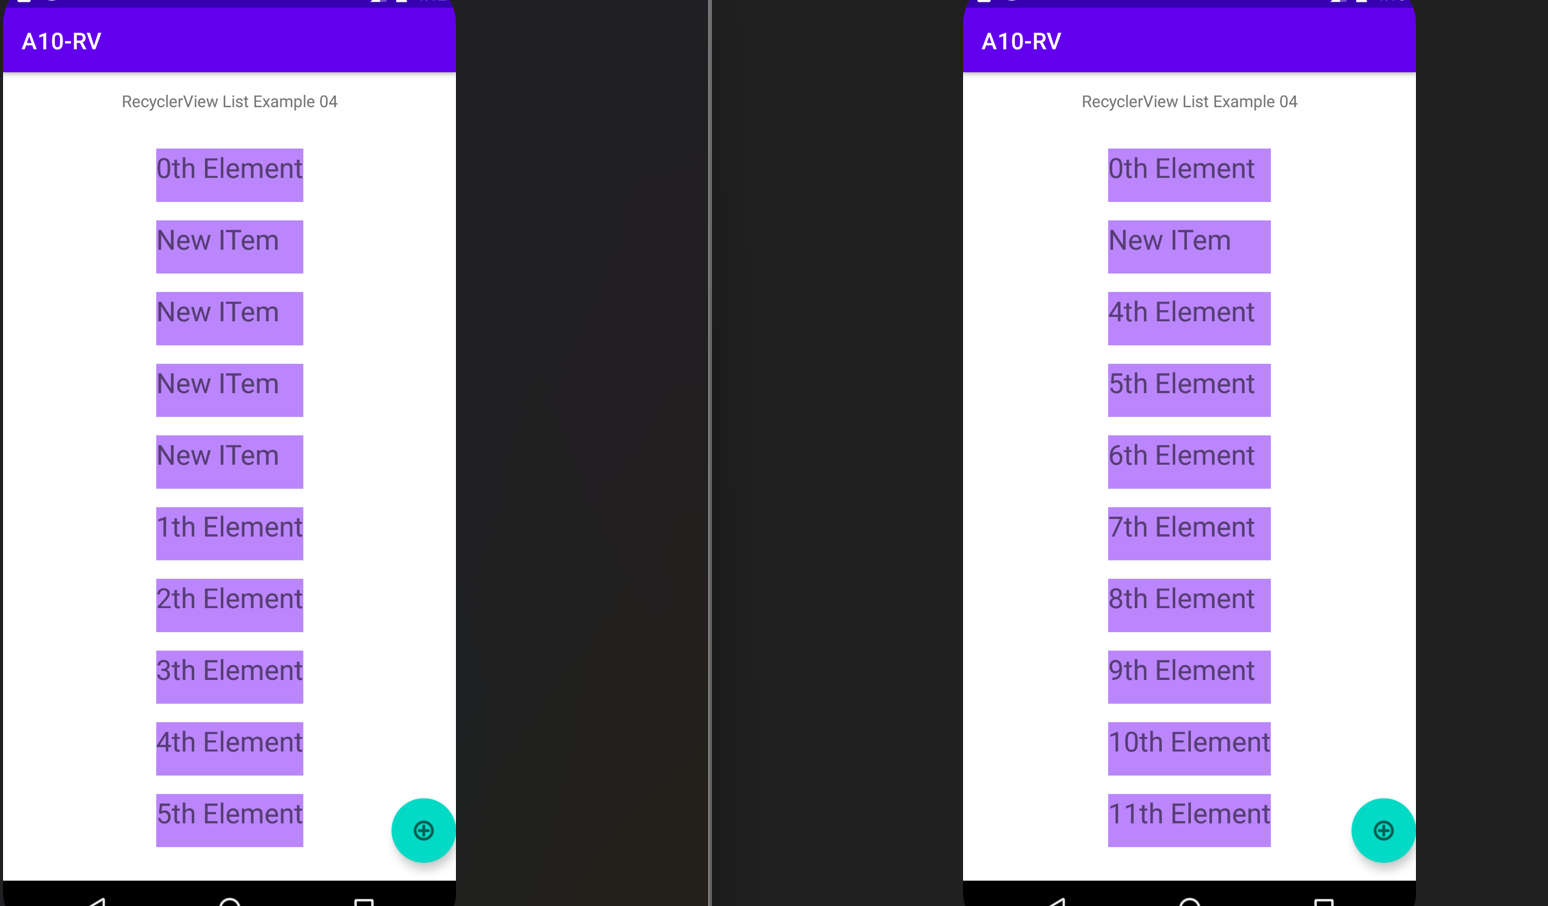 A10-RV
RecyclerView List Example 04
0th Element
New ITem
New ITem
New ITem
New ITem
1th Element
2th Element
3th Element
4th Element
5th Element
A10-RV
RecyclerView List Example 04
0th Element
New ITem
4th Element
5th Element
6th Element
7th Element
8th Element
9th Element
10th Element
11th Element